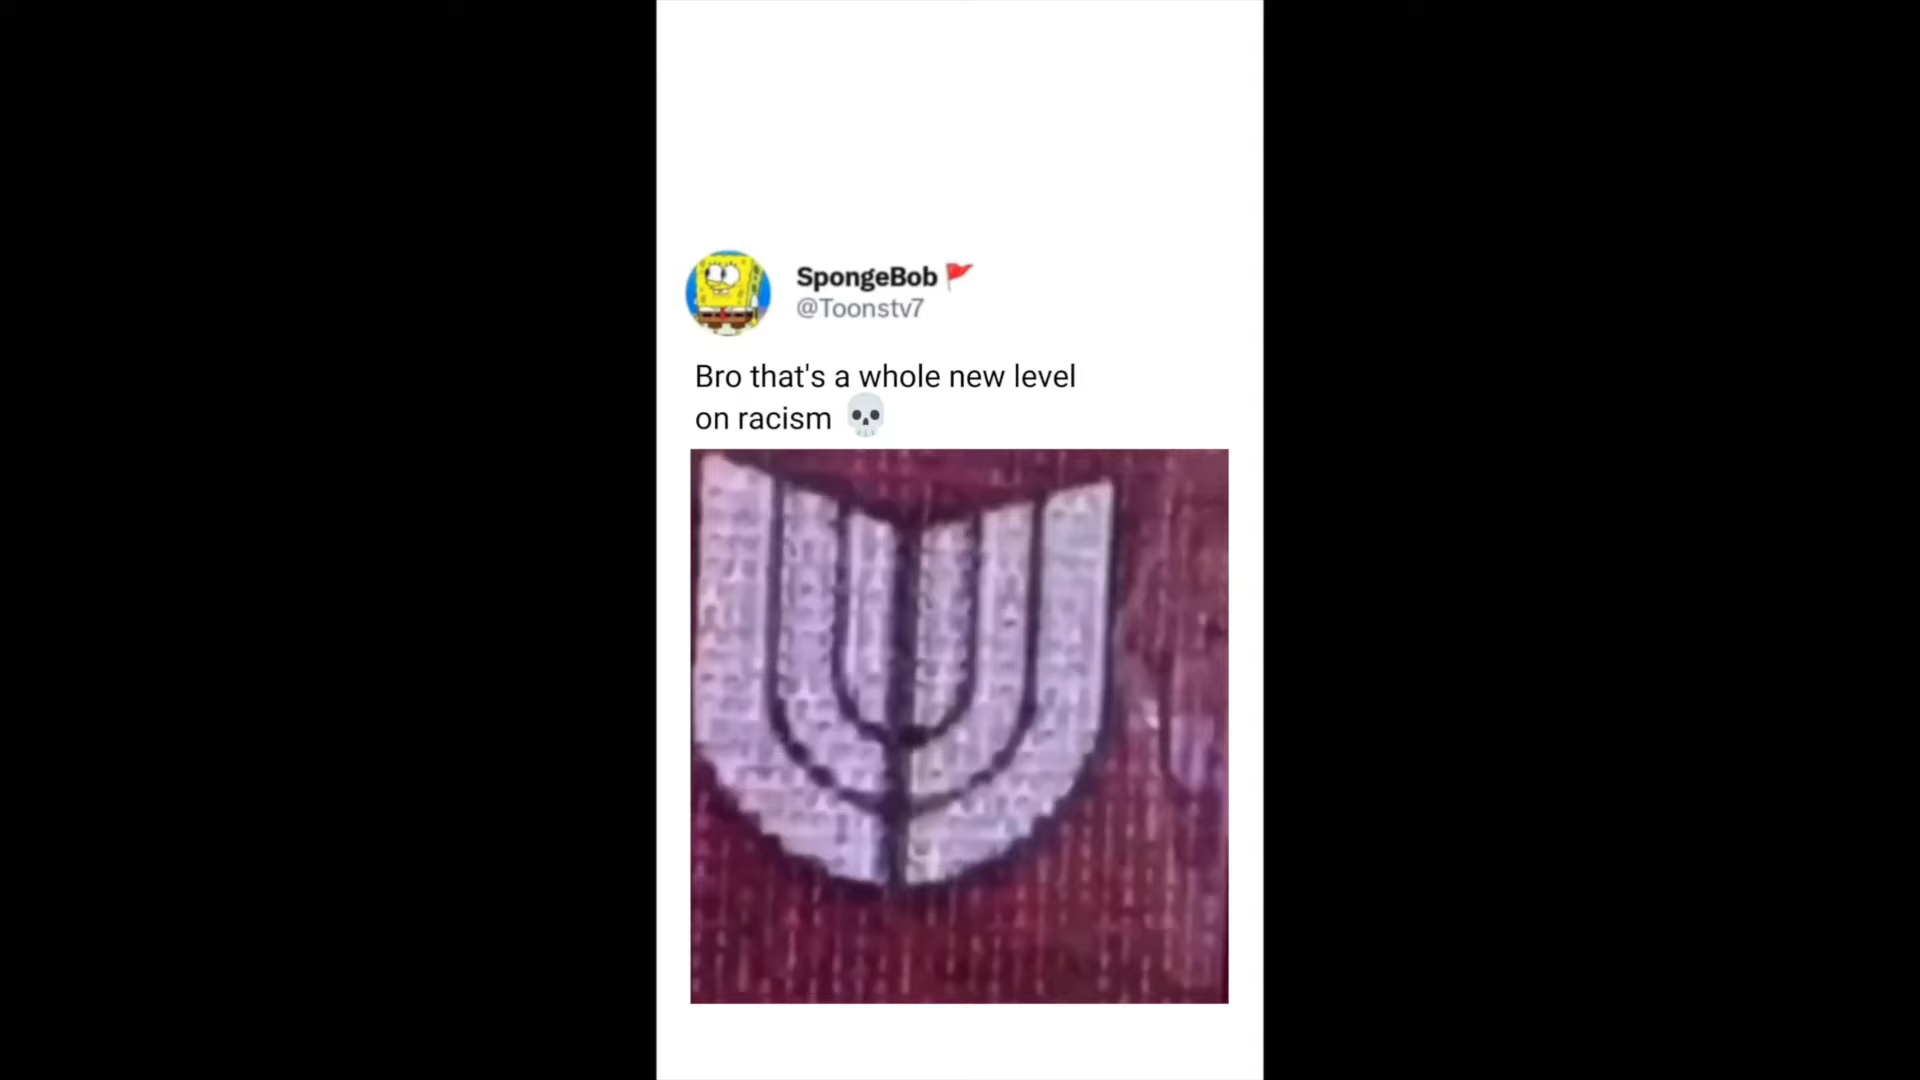 SpongeBob 🚩
@Toonstv7
Bro that's a whole new level
on racism 💀